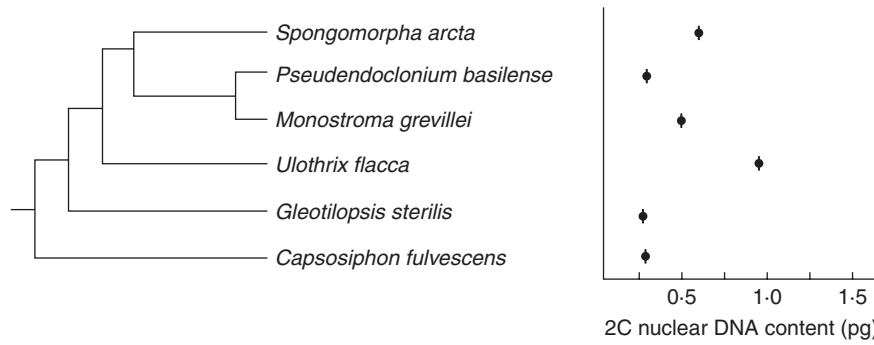 Spongomorpha arcta
Pseudendoclonium basilense
Monostroma grevillei
Ulothrix flacca
Gleotilopsis sterilis
Capsosiphon fulvescens
0·5 1·0 1·5
2C nuclear DNA content (pg)